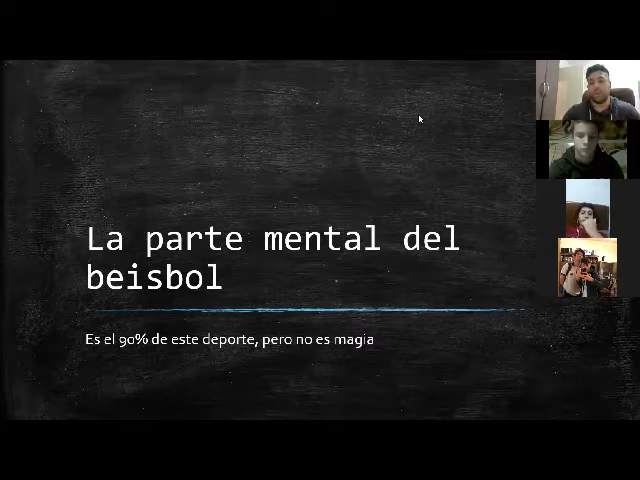 La parte mental del
beisbol
Es el 90% de este deporte, pero no es magia